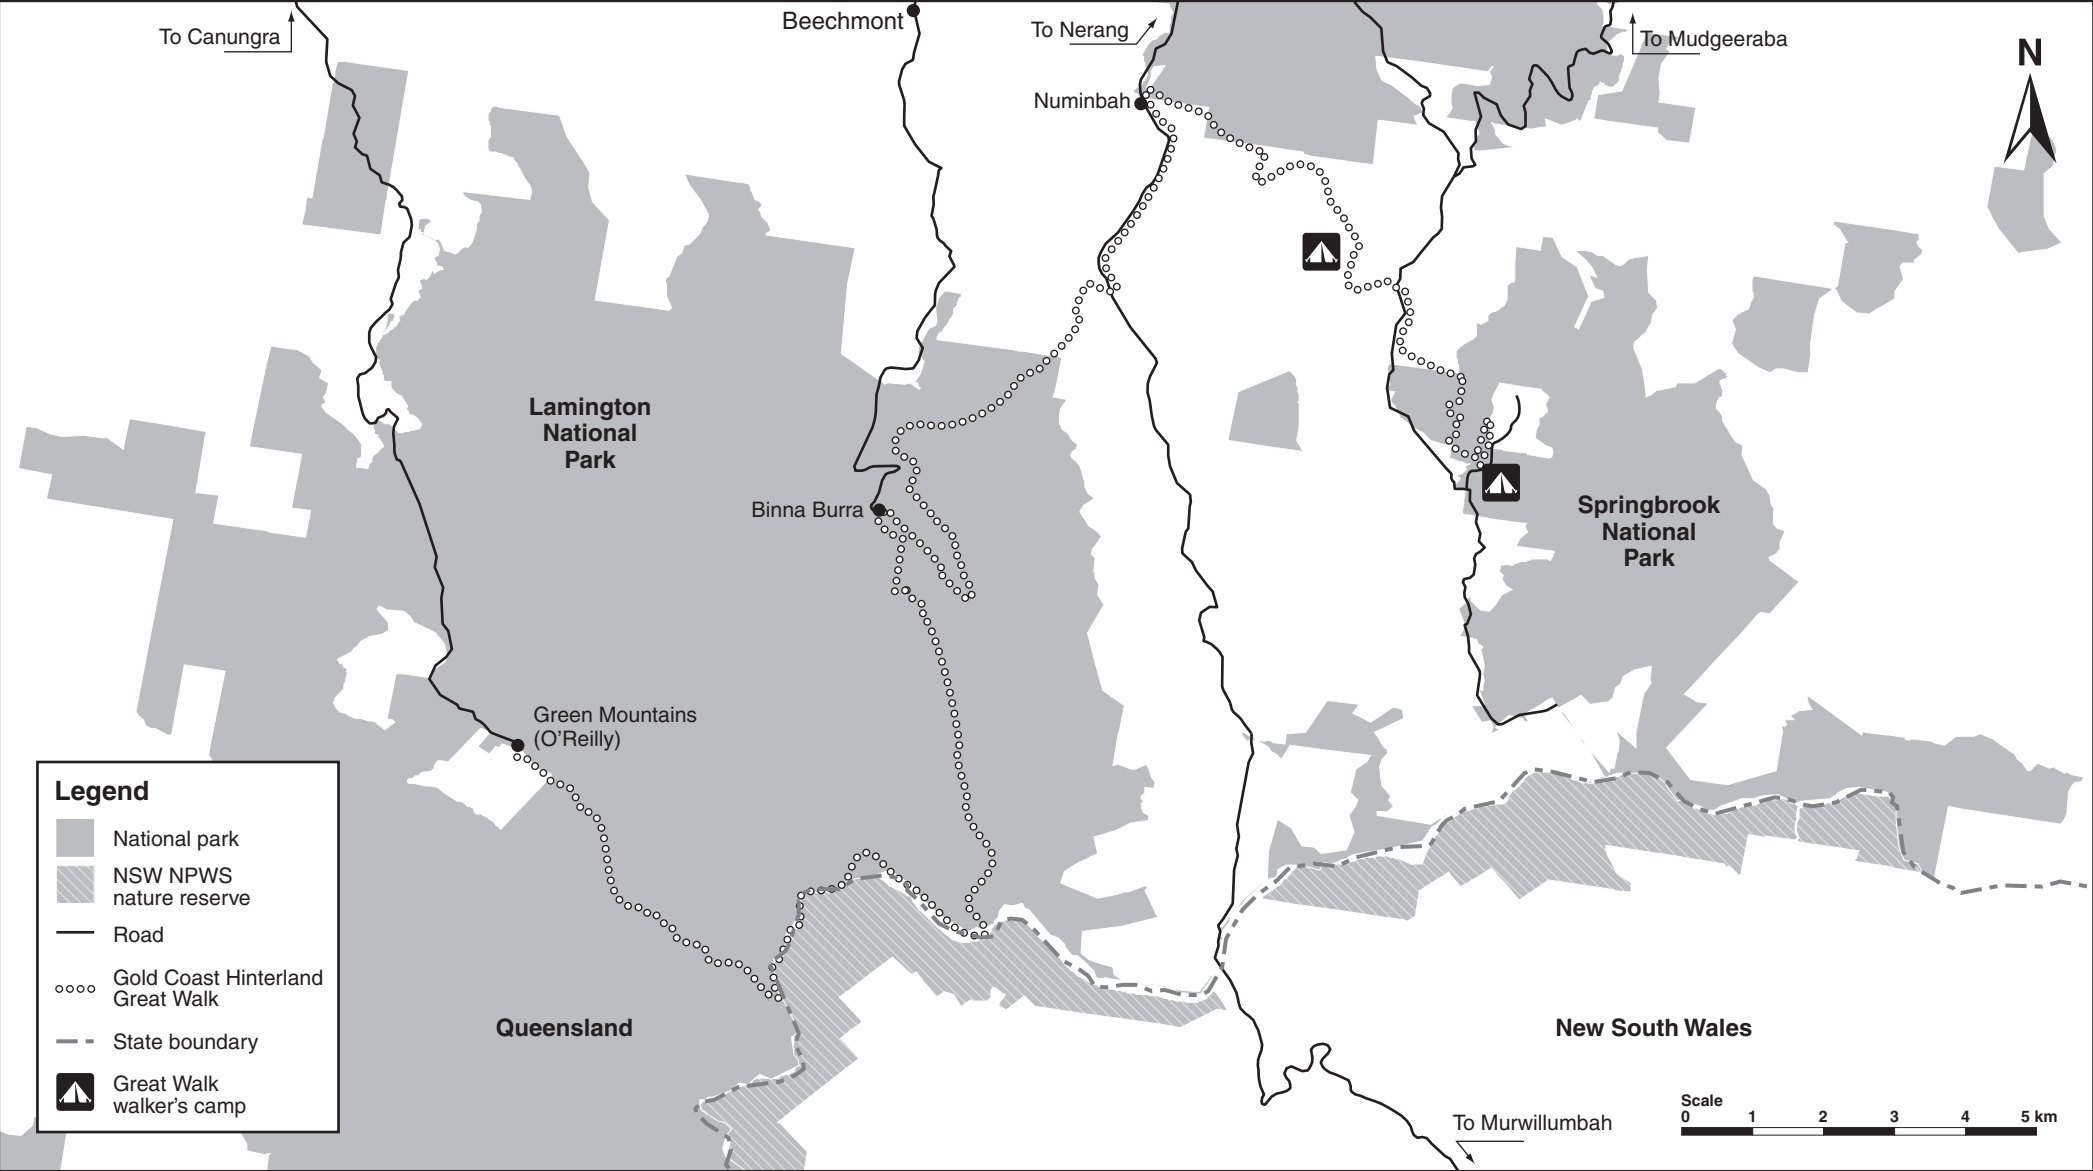 To Canungra
Beechmont
To Nerang
To Mudgeeraba
N
Numinbah
Lamington
National
Park
Binna Burra
Springbrook
National
Park
Green Mountains
(O’Reilly)
Legend
National park
NSW NPWS
nature reserve
Road
Gold Coast Hinterland
Great Walk
State boundary
Great Walk
walker’s camp
Queensland
New South Wales
To Murwillumbah
Scale
0 1 2 3 4 5 km